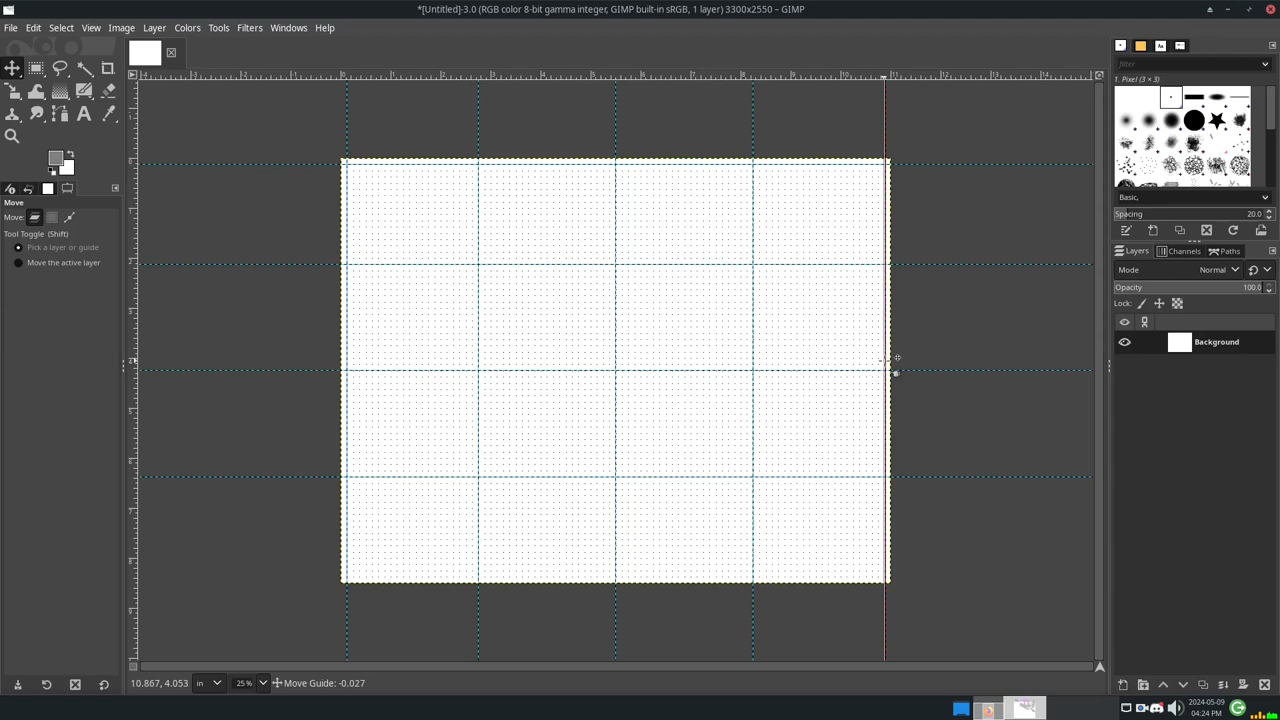 *[Untitled]-3.0 (RGB color 8-bit gamma integer, GIMP built-in sRGB, 1 layer) 3300x2550 – GIMP
File Edit Select View Image Layer Colors Tools Filters Windows Help
filter
1. Pixel (3 × 3)
Basic,
Spacing 20.0
Move
Move:
Tool Toggle (Shift)
Pick a layer or guide
Move the active layer
Layers Channels Paths
Mode Normal
Opacity 100.0
Lock:
Background
10.867, 4.053 in 25% Move Guide: -0.027
2024-05-09
04:24 PM